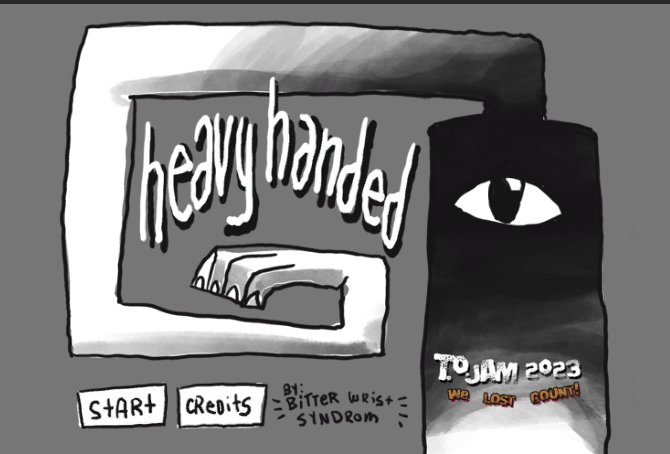 heavy handed
T.O.JAM 2023
We LOST COUNT!
StARt
CReDitS
BY:
BiTTER WRiSt
SYNDROM